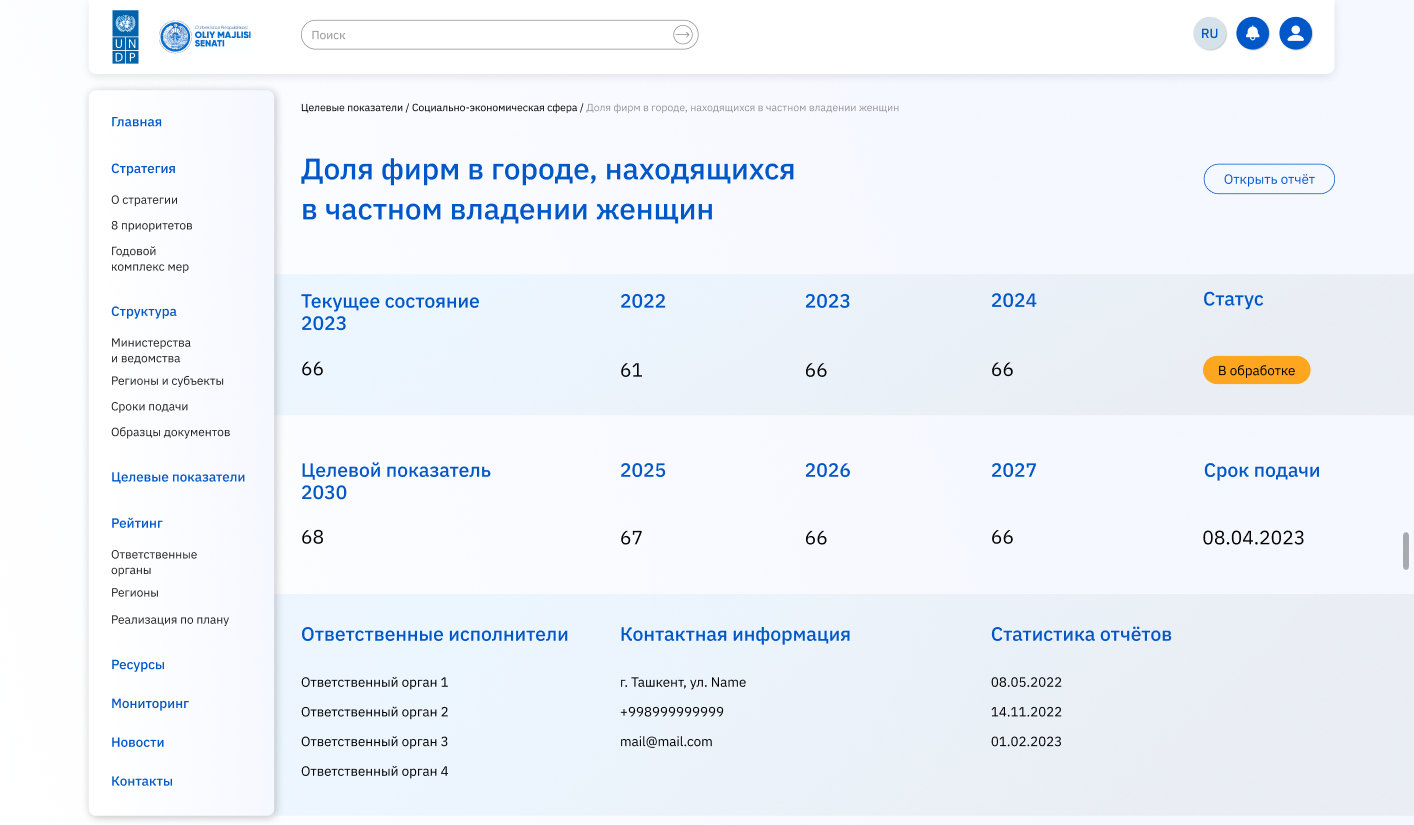 UN
DP
O'zbekiston Respublikasi
OLIY MAJLISI
SENATI
Поиск
RU
Главная
Стратегия
О стратегии
8 приоритетов
Годовой
комплекс мер
Структура
Министерства
и ведомства
Регионы и субъекты
Сроки подачи
Образцы документов
Целевые показатели
Рейтинг
Ответственные
органы
Регионы
Реализация по плану
Ресурсы
Мониторинг
Новости
Контакты
Целевые показатели / Социально-экономическая сфера / Доля фирм в городе, находящихся в частном владении женщин
Доля фирм в городе, находящихся
в частном владении женщин
Открыть отчёт
Текущее состояние
2023
2022
2023
2024
Статус
66
61
66
66
В обработке
Целевой показатель
2030
2025
2026
2027
Срок подачи
68
67
66
66
08.04.2023
Ответственные исполнители
Контактная информация
Статистика отчётов
Ответственный орган 1
г. Ташкент, ул. Name
08.05.2022
Ответственный орган 2
+998999999999
14.11.2022
Ответственный орган 3
mail@mail.com
01.02.2023
Ответственный орган 4